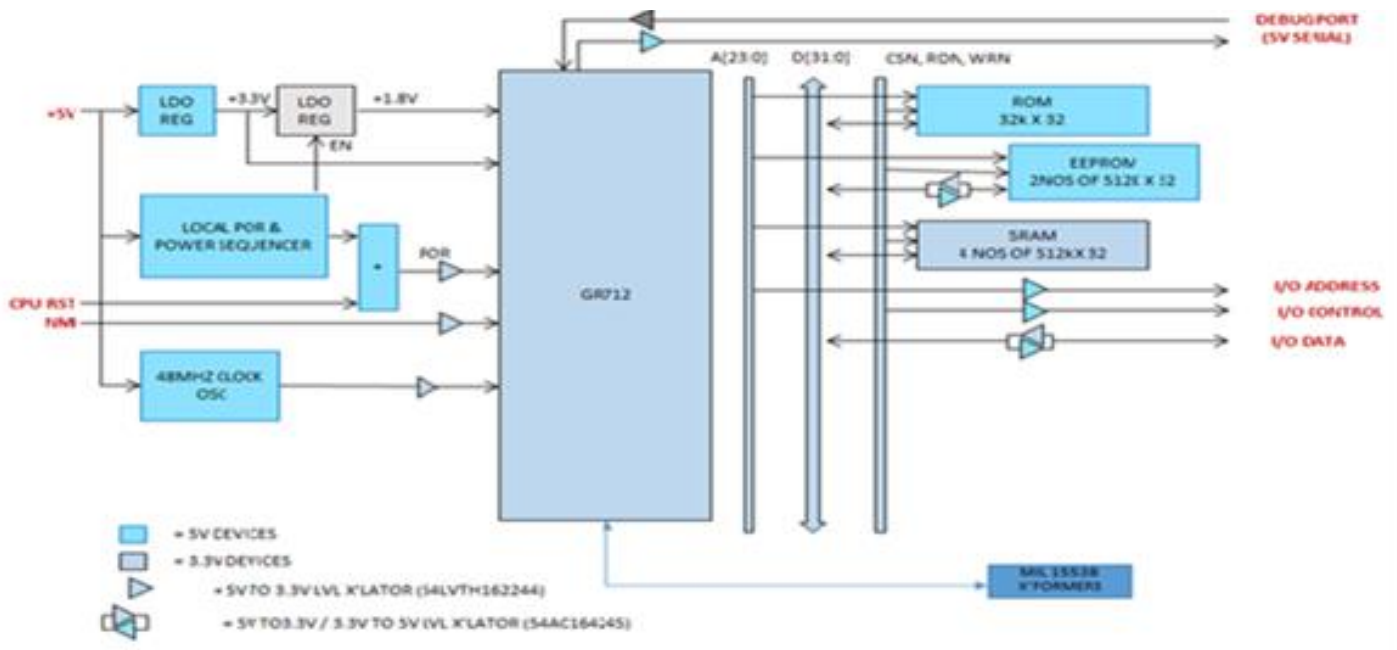 DEBUGPORT
(5V SERIAL)
A[23:0] D[31:0] CSN, RDN, WRN
+5V
LDO
REG
+3.3V
LDO
REG
+1.8V
EN
ROM
32k X 32
EEPROM
2NOS OF 512k X 32
LOCAL POR &
POWER SEQUENCER
+
POR
SRAM
4 NOS OF 512kX 32
GR712
CPU RST
NMI
I/O ADDRESS
I/O CONTROL
I/O DATA
48MHZ CLOCK
OSC
= 5V DEVICES
= 3.3V DEVICES
= 5V TO 3.3V LVL X'LATOR (54LVTH162244)
= 5V TO3.3V / 3.3V TO 5V LVL X'LATOR (54AC164245)
MIL 1553B
X'FORMERS